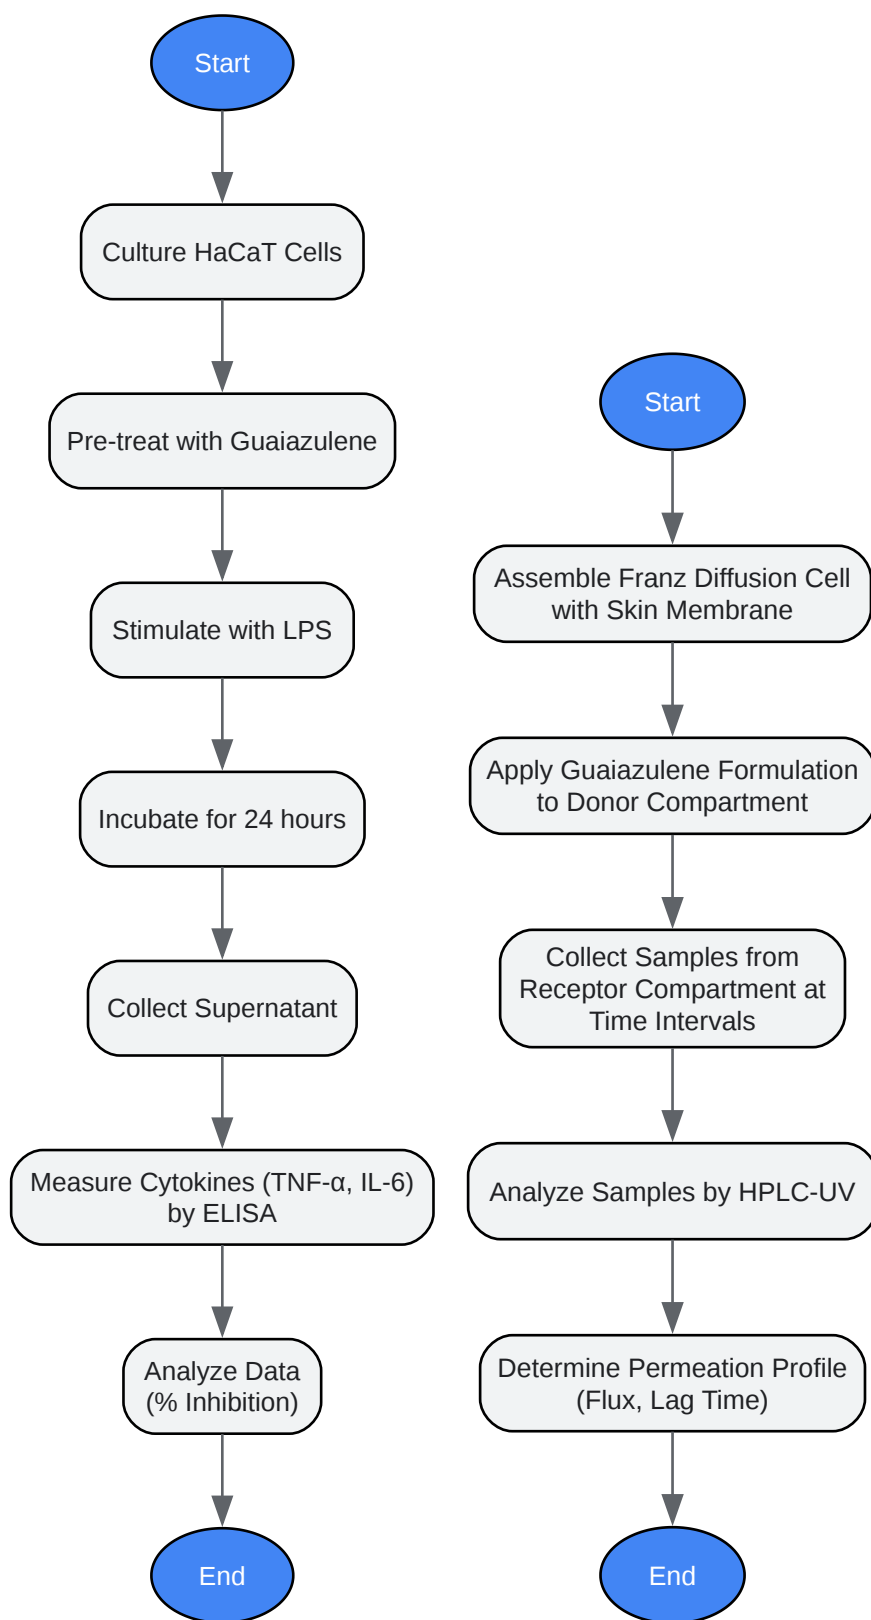 Start
Culture HaCaT Cells
Pre-treat with Guaiazulene
Stimulate with LPS
Incubate for 24 hours
Collect Supernatant
Measure Cytokines (TNF-α, IL-6)
by ELISA
Analyze Data
(% Inhibition)
End
Start
Assemble Franz Diffusion Cell
with Skin Membrane
Apply Guaiazulene Formulation
to Donor Compartment
Collect Samples from
Receptor Compartment at
Time Intervals
Analyze Samples by HPLC-UV
Determine Permeation Profile
(Flux, Lag Time)
End